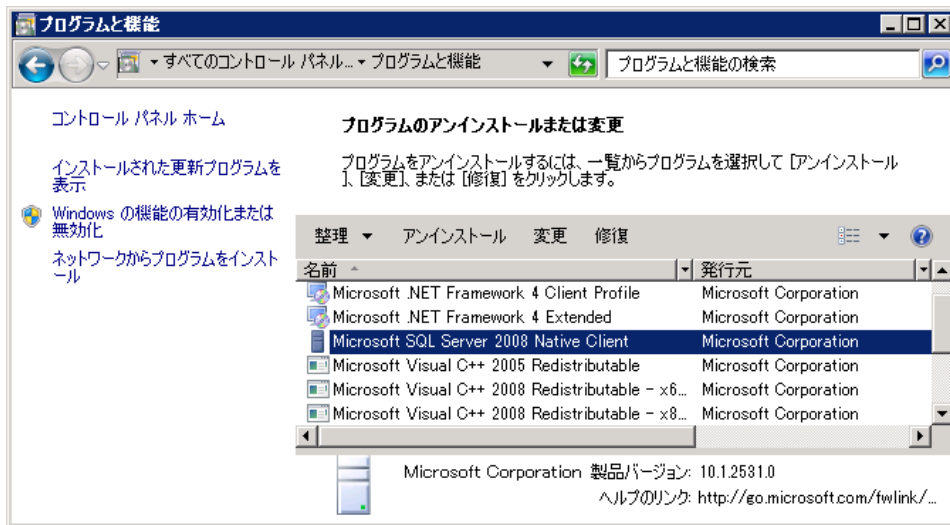 プログラムと機能
すべてのコントロール パネル... プログラムと機能
プログラムと機能の検索
コントロール パネル ホーム
インストールされた更新プログラムを
表示
Windows の機能の有効化または
無効化
ネットワークからプログラムをインスト
ール
プログラムのアンインストールまたは変更
プログラムをアンインストールするには、一覧からプログラムを選択して [アンインストール
]、[変更]、または [修復] をクリックします。
整理 アンインストール 変更 修復
名前 発行元
Microsoft .NET Framework 4 Client Profile Microsoft Corporation
Microsoft .NET Framework 4 Extended Microsoft Corporation
Microsoft SQL Server 2008 Native Client Microsoft Corporation
Microsoft Visual C++ 2005 Redistributable Microsoft Corporation
Microsoft Visual C++ 2008 Redistributable - x6... Microsoft Corporation
Microsoft Visual C++ 2008 Redistributable - x8... Microsoft Corporation
Microsoft Corporation 製品バージョン: 10.1.2531.0
ヘルプのリンク: http://go.microsoft.com/fwlink/...